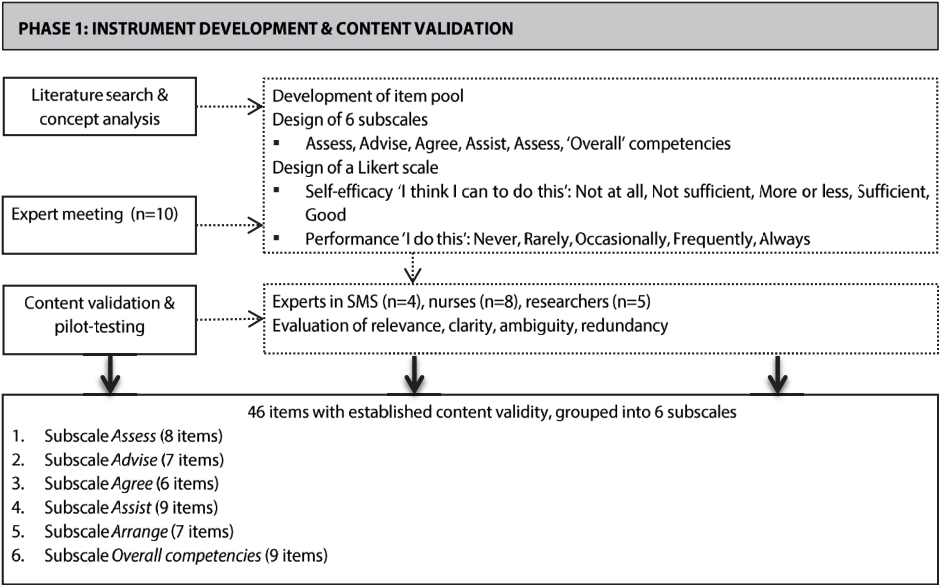 PHASE 1: INSTRUMENT DEVELOPMENT & CONTENT VALIDATION
Literature search &
concept analysis
Development of item pool
Design of 6 subscales
▪ Assess, Advise, Agree, Assist, Assess, ‘Overall’ competencies
Design of a Likert scale
▪ Self-efficacy ‘I think I can to do this’: Not at all, Not sufficient, More or less, Sufficient,
Good
▪ Performance ‘I do this’: Never, Rarely, Occasionally, Frequently, Always
Expert meeting (n=10)
Content validation &
pilot-testing
Experts in SMS (n=4), nurses (n=8), researchers (n=5)
Evaluation of relevance, clarity, ambiguity, redundancy
46 items with established content validity, grouped into 6 subscales
1. Subscale Assess (8 items)
2. Subscale Advise (7 items)
3. Subscale Agree (6 items)
4. Subscale Assist (9 items)
5. Subscale Arrange (7 items)
6. Subscale Overall competencies (9 items)